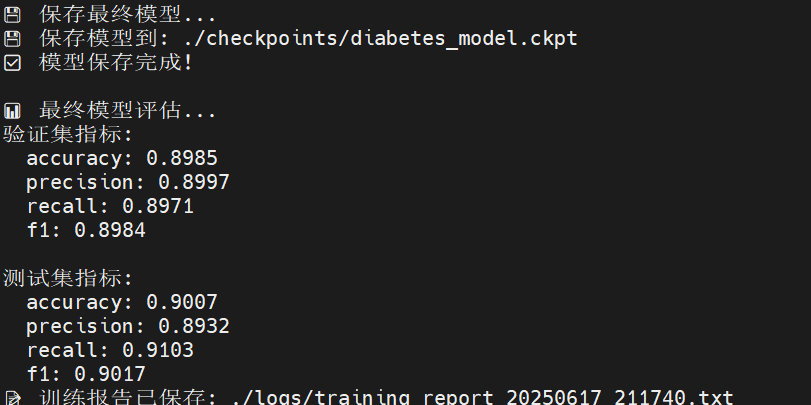 💾 保存最终模型...
💾 保存模型到: ./checkpoints/diabetes_model.ckpt
☑ 模型保存完成!
📊 最终模型评估...
验证集指标:
accuracy: 0.8985
precision: 0.8997
recall: 0.8971
f1: 0.8984
测试集指标:
accuracy: 0.9007
precision: 0.8932
recall: 0.9103
f1: 0.9017
📝 训练报告已保存: ./logs/training_report_20250617_211740.txt